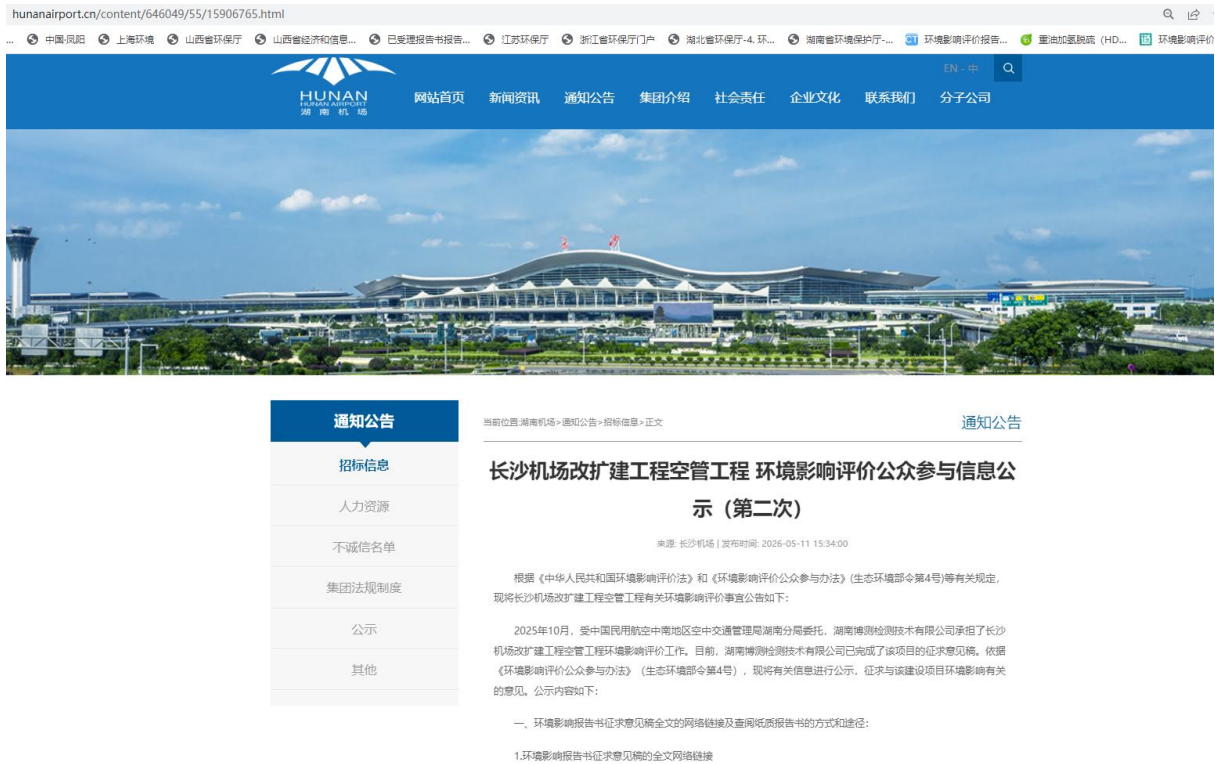 hunanairport.cn/content/646049/55/15906765.html
... 中国·凤阳 上海环境 山西省环保厅 山西省经济和信息... 已受理报告书报告... 江苏环保厅 浙江省环保厅门户 湖北省环保厅-4. 环... 湖南省环境保护厅-... 环境影响评价报告... 重油加氢脱硫（HD... 环境影响评价
EN - 中
HUNAN
HUNAN AIRPORT
湖 南 机 场
网站首页 新闻资讯 通知公告 集团介绍 社会责任 企业文化 联系我们 分子公司
长 沙
通知公告
招标信息
人力资源
不诚信名单
集团法规制度
公示
其他
当前位置:湖南机场>通知公告>招标信息>正文
通知公告
长沙机场改扩建工程空管工程 环境影响评价公众参与信息公
示（第二次）
来源: 长沙机场 | 发布时间: 2026-05-11 15:34:00
根据《中华人民共和国环境影响评价法》和《环境影响评价公众参与办法》(生态环境部令第4号)等有关规定，
现将长沙机场改扩建工程空管工程有关环境影响评价事宜公告如下：
2025年10月，受中国民用航空中南地区空中交通管理局湖南分局委托，湖南博测检测技术有限公司承担了长沙
机场改扩建工程空管工程环境影响评价工作。目前，湖南博测检测技术有限公司已完成了该项目的征求意见稿。依据
《环境影响评价公众参与办法》（生态环境部令第4号），现将有关信息进行公示，征求与该建设项目环境影响有关
的意见。公示内容如下：
一、环境影响报告书征求意见稿全文的网络链接及查阅纸质报告书的方式和途径：
1.环境影响报告书征求意见稿的全文网络链接